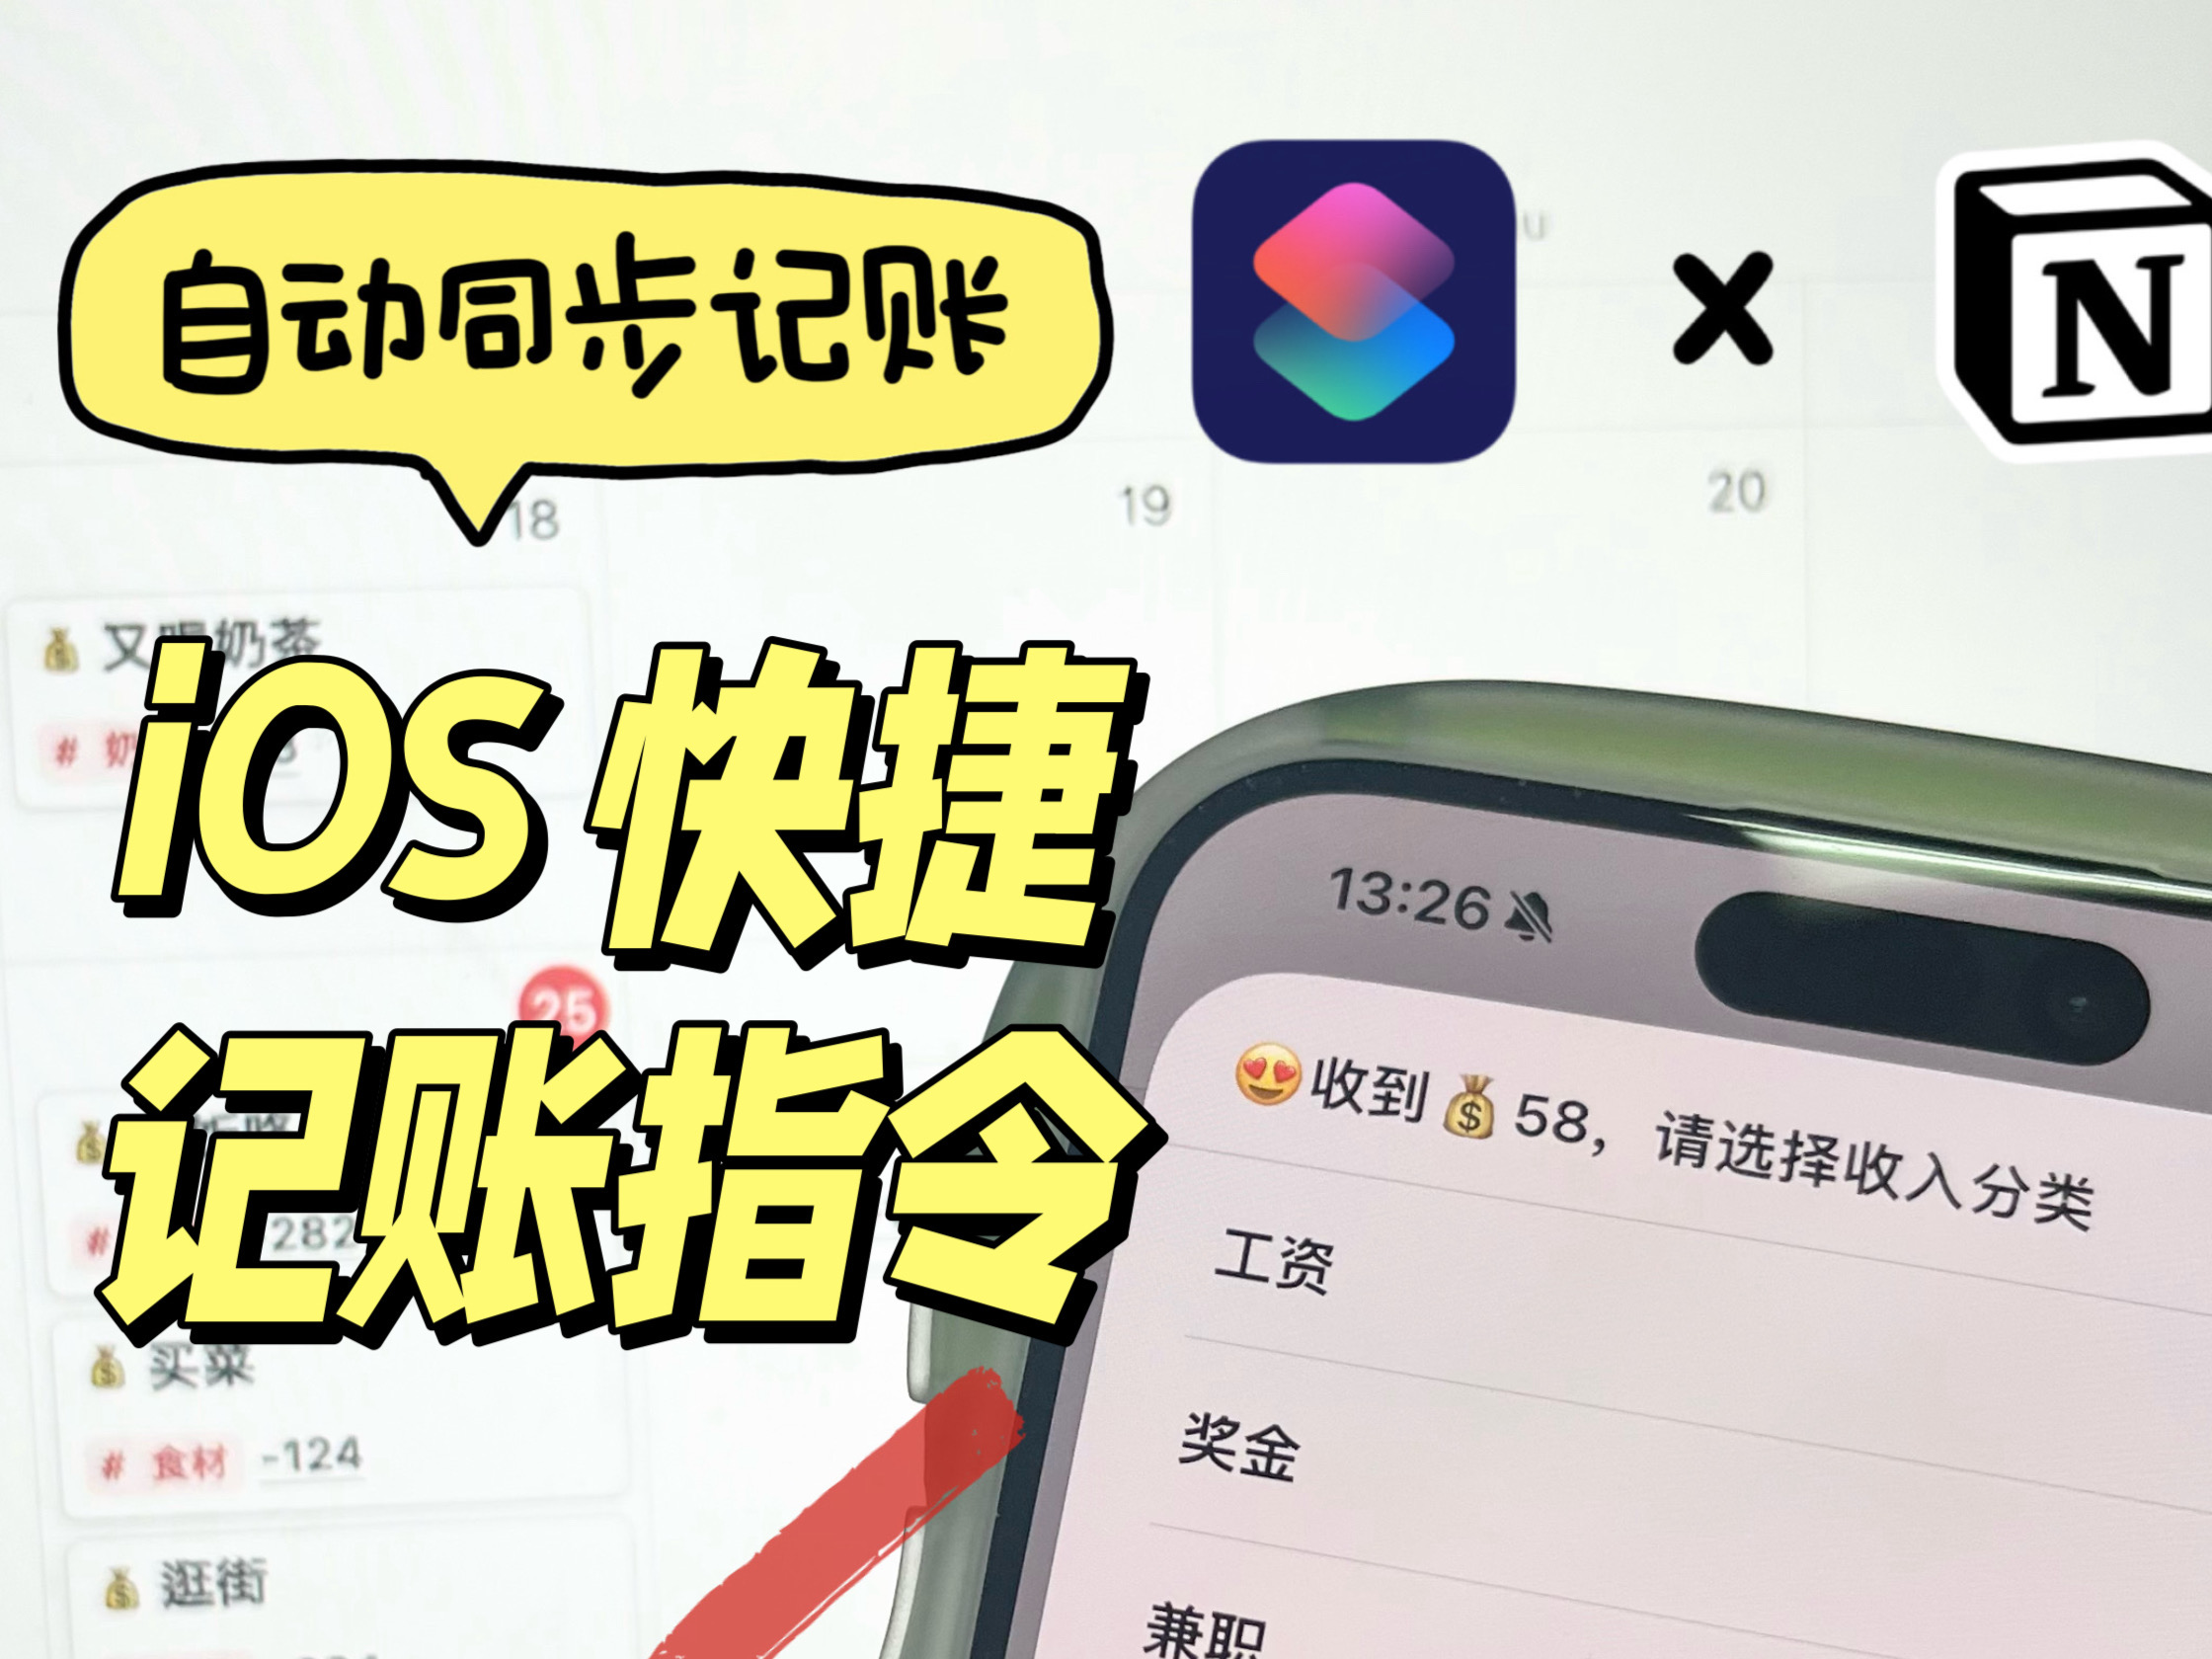 自动同步记账
x
N
18
19
20
又喝奶茶
#
iOS 快捷
记账指令
25
#
282
买菜
# 食材 -124
逛街
13:26
收到 58，请选择收入分类
工资
奖金
兼职